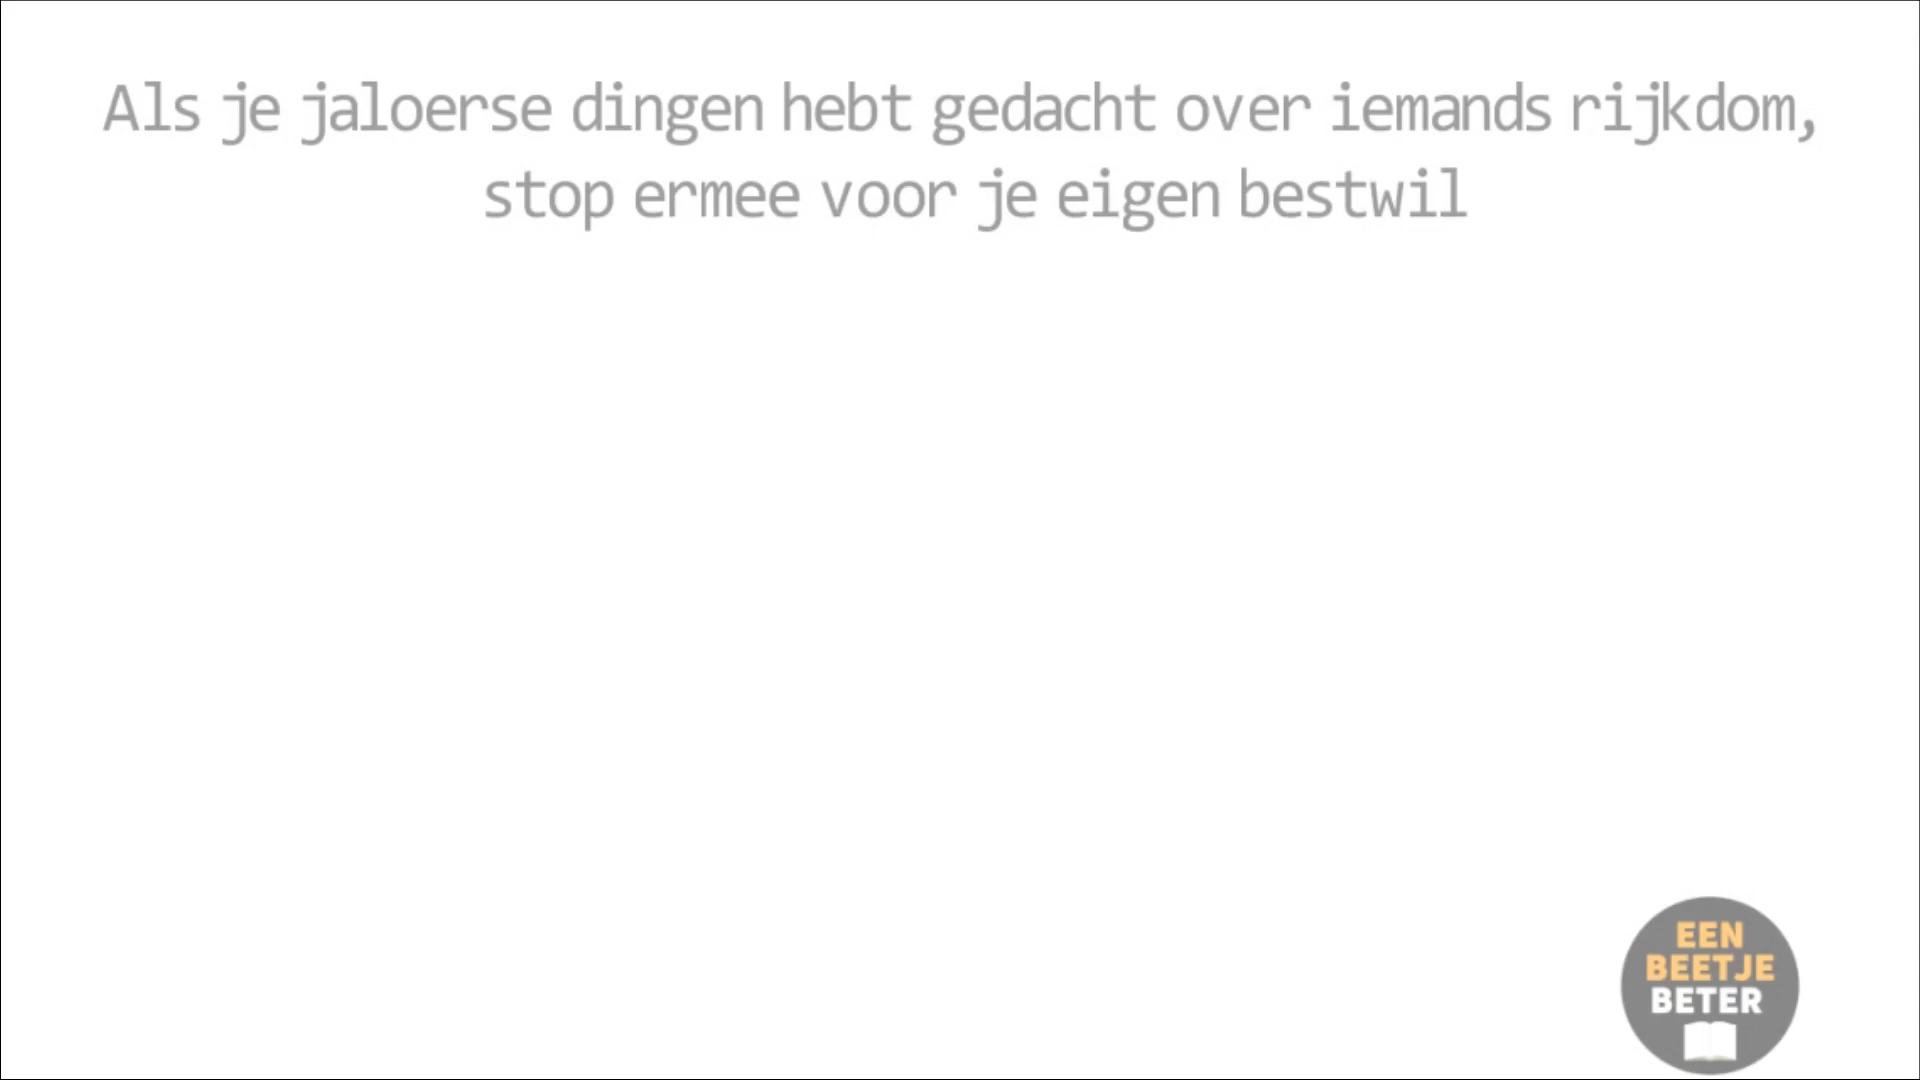 Als je jaloerse dingen hebt gedacht over iemands rijkdom,
stop ermee voor je eigen bestwil
EEN
BEETJE
BETER